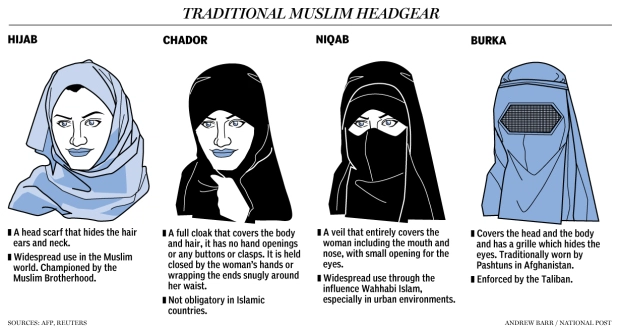 TRADITIONAL MUSLIM HEADGEAR
HIJAB
A head scarf that hides the hair
ears and neck.
Widespread use in the Muslim
world. Championed by the
Muslim Brotherhood.
CHADOR
A full cloak that covers the body
and hair, it has no hand openings
or any buttons or clasps. It is held
closed by the woman's hands or
wrapping the ends snugly around
her waist.
Not obligatory in Islamic
countries.
NIQAB
A veil that entirely covers the
woman including the mouth and
nose, with small opening for the
eyes.
Widespread use through the
influence Wahhabi Islam,
especially in urban environments.
BURKA
Covers the head and the body
and has a grille which hides the
eyes. Traditionally worn by
Pashtuns in Afghanistan.
Enforced by the Taliban.
SOURCES: AFP, REUTERS
ANDREW BARR / NATIONAL POST